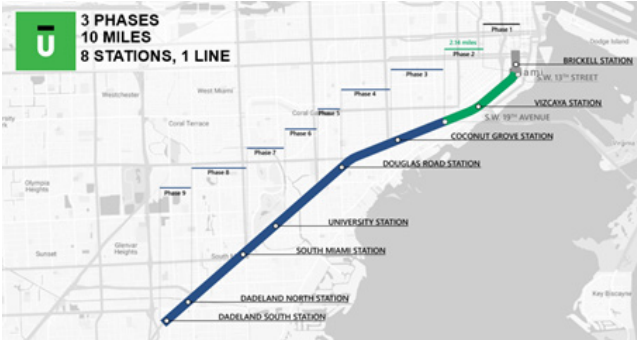 Ū
3 PHASES
10 MILES
8 STATIONS, 1 LINE
Phase 1
Dodge Island
2.18 miles
Phase 2
BRICKELL STATION
Phase 3
S.W. 13TH STREET
Phase 4
Westchester
West Miami
VIZCAYA STATION
Phase 5
S.W. 19TH AVENUE
Coral Terrace
Phase 6
COCONUT GROVE STATION
Phase 7
DOUGLAS ROAD STATION
Phase 8
Phase 9
Olympia
Heights
UNIVERSITY STATION
Glenvar
Heights
Sunset
SOUTH MIAMI STATION
Key Biscayne
DADELAND NORTH STATION
DADELAND SOUTH STATION